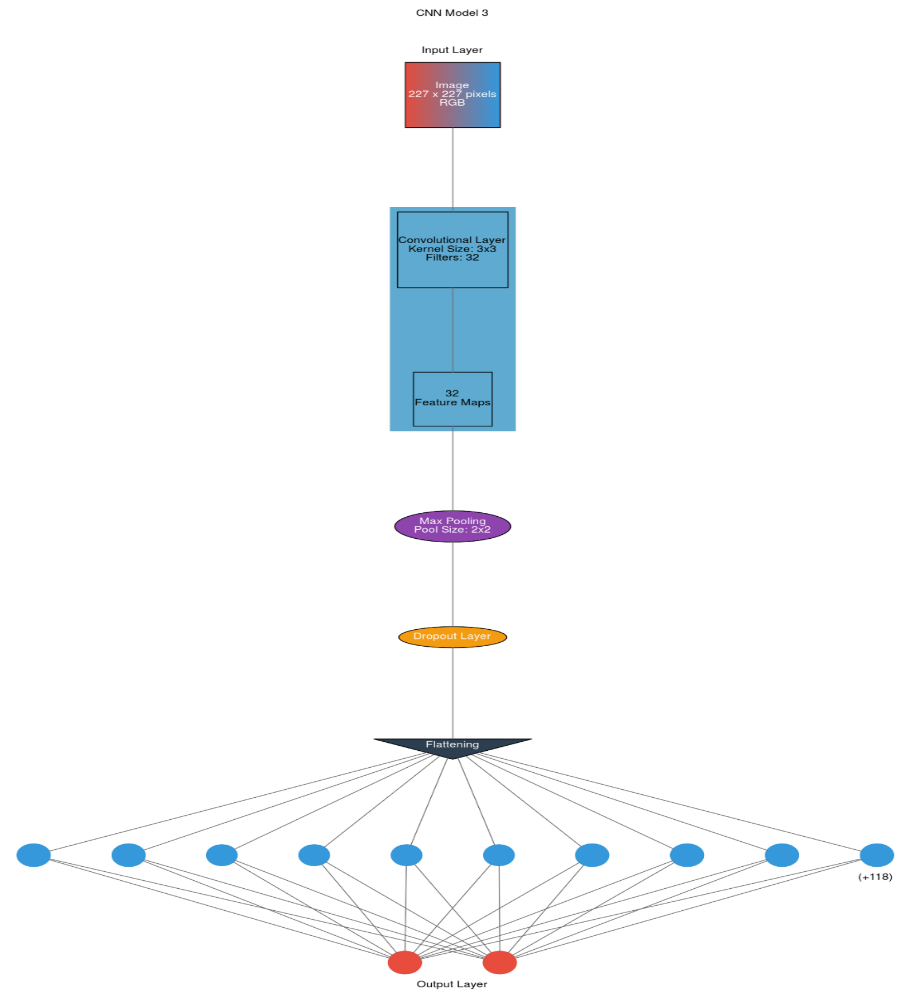 CNN Model 3
Input Layer
Image
227 x 227 pixels
RGB
Convolutional Layer
Kernel Size: 3x3
Filters: 32
32
Feature Maps
Max Pooling
Pool Size: 2x2
Dropout Layer
Flattening
(+118)
Output Layer